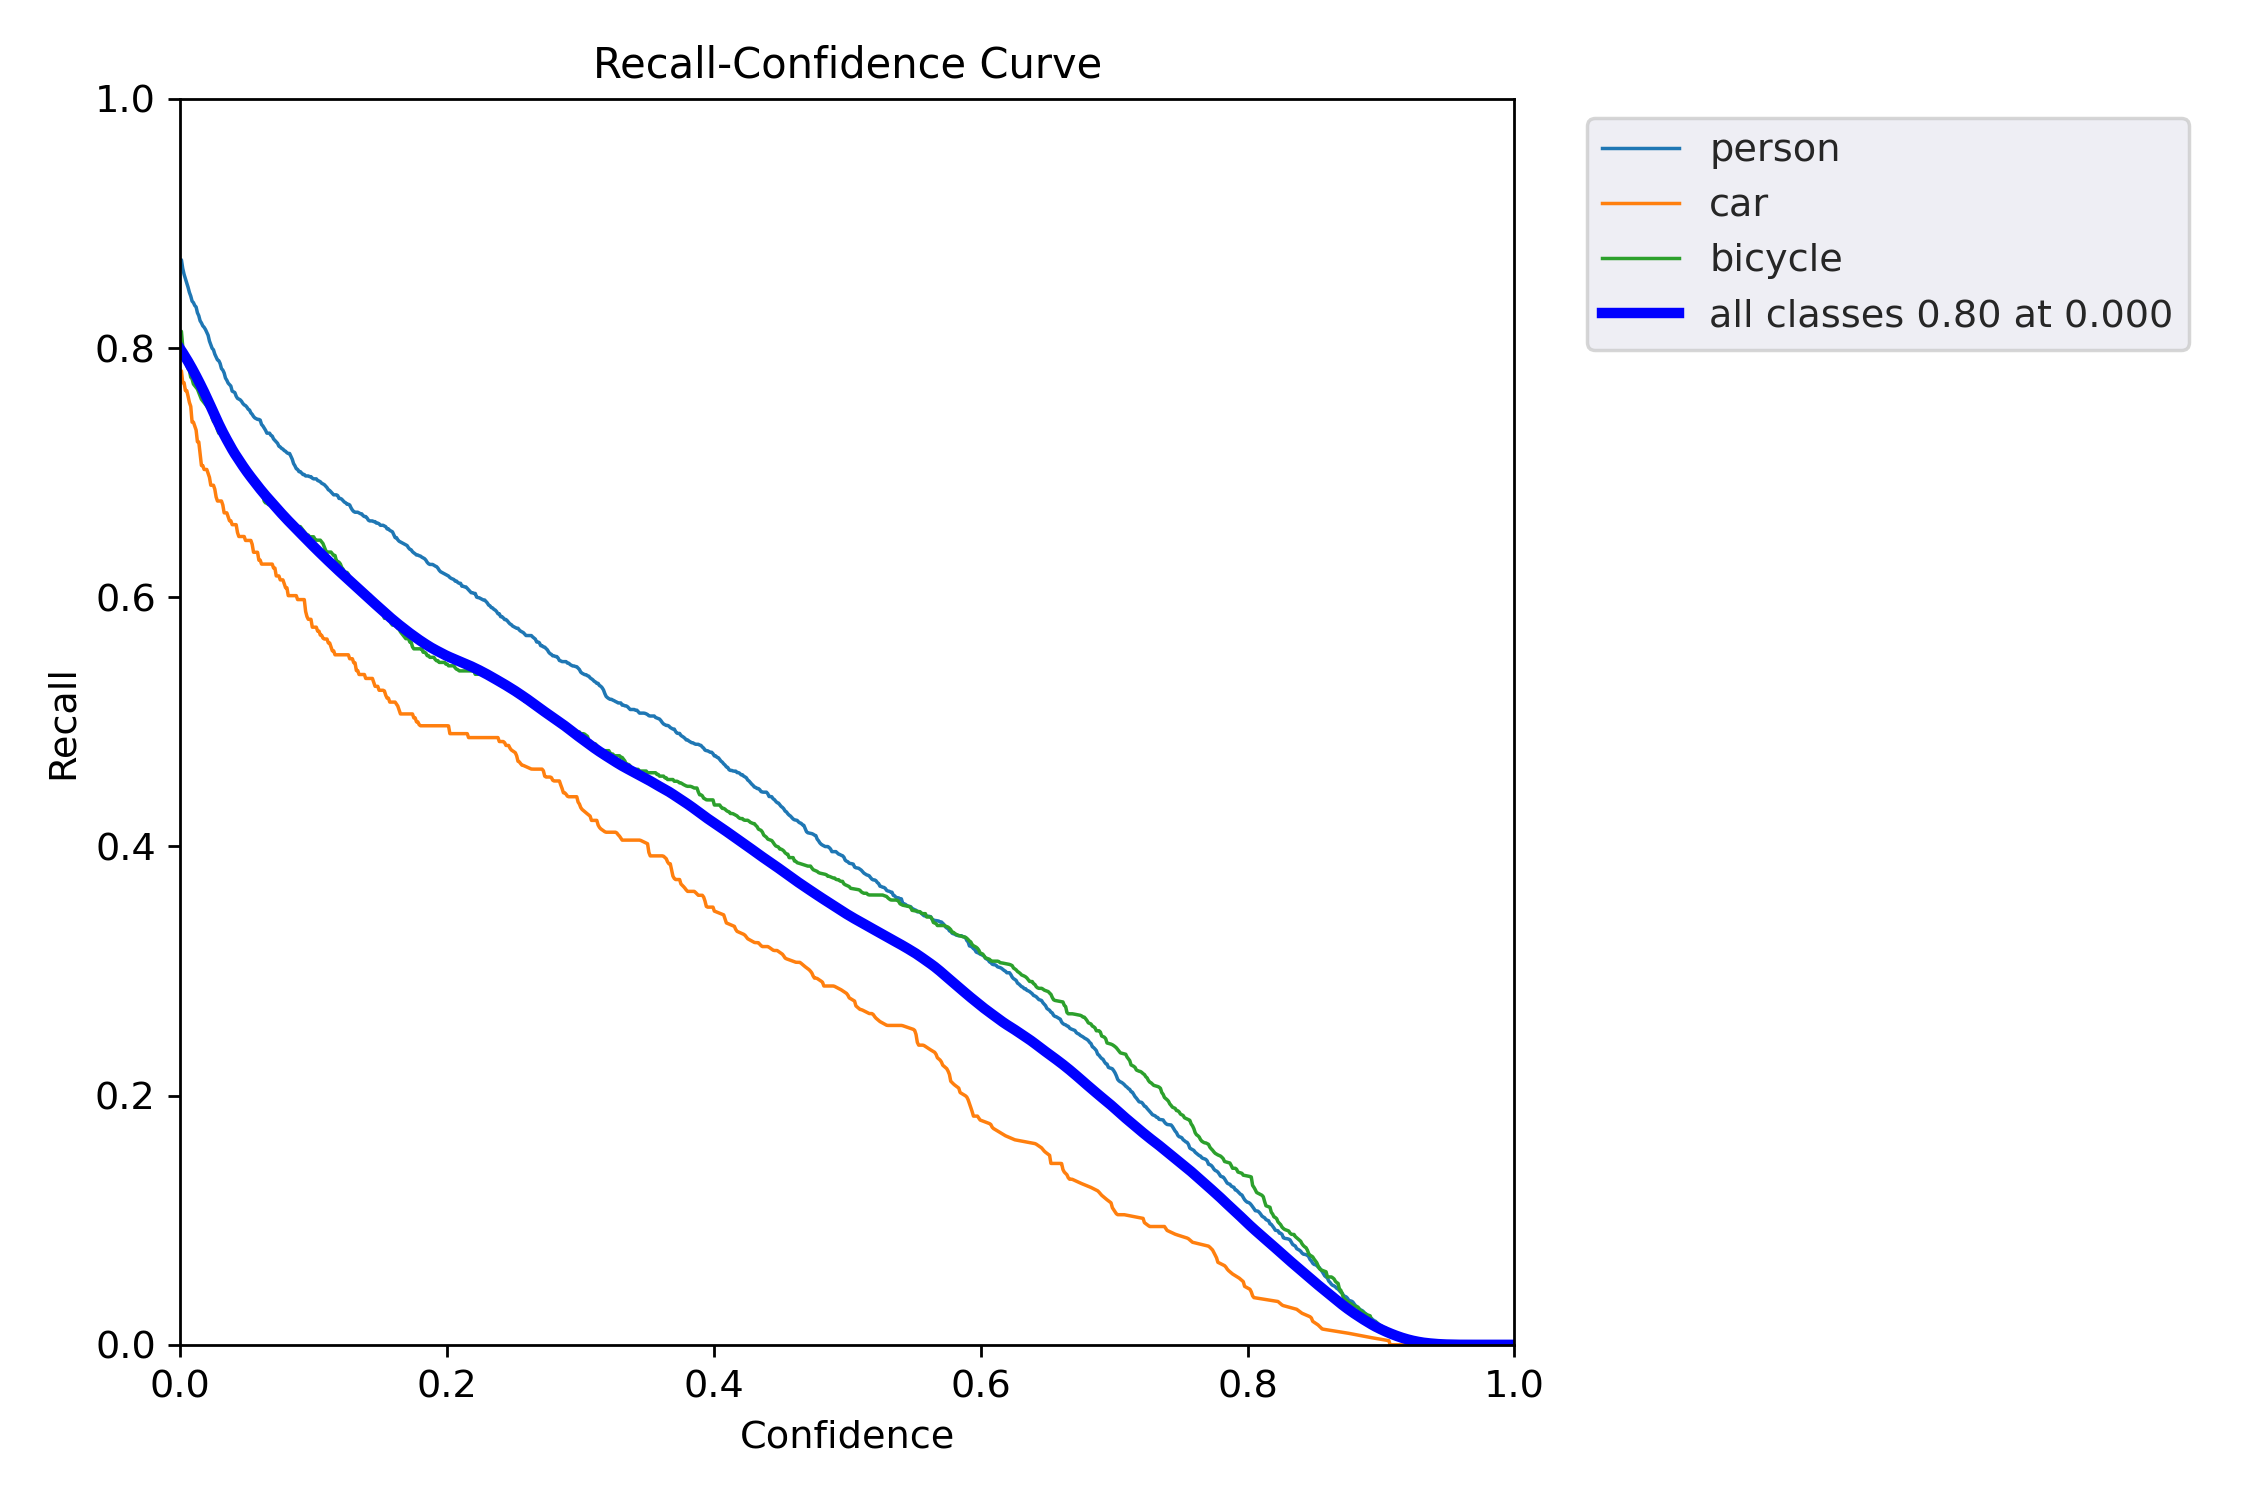 Recall-Confidence Curve
1.0
0.8
0.6
0.4
0.2
0.0
Recall
0.0 0.2 0.4 0.6 0.8 1.0
Confidence
person
car
bicycle
all classes 0.80 at 0.000